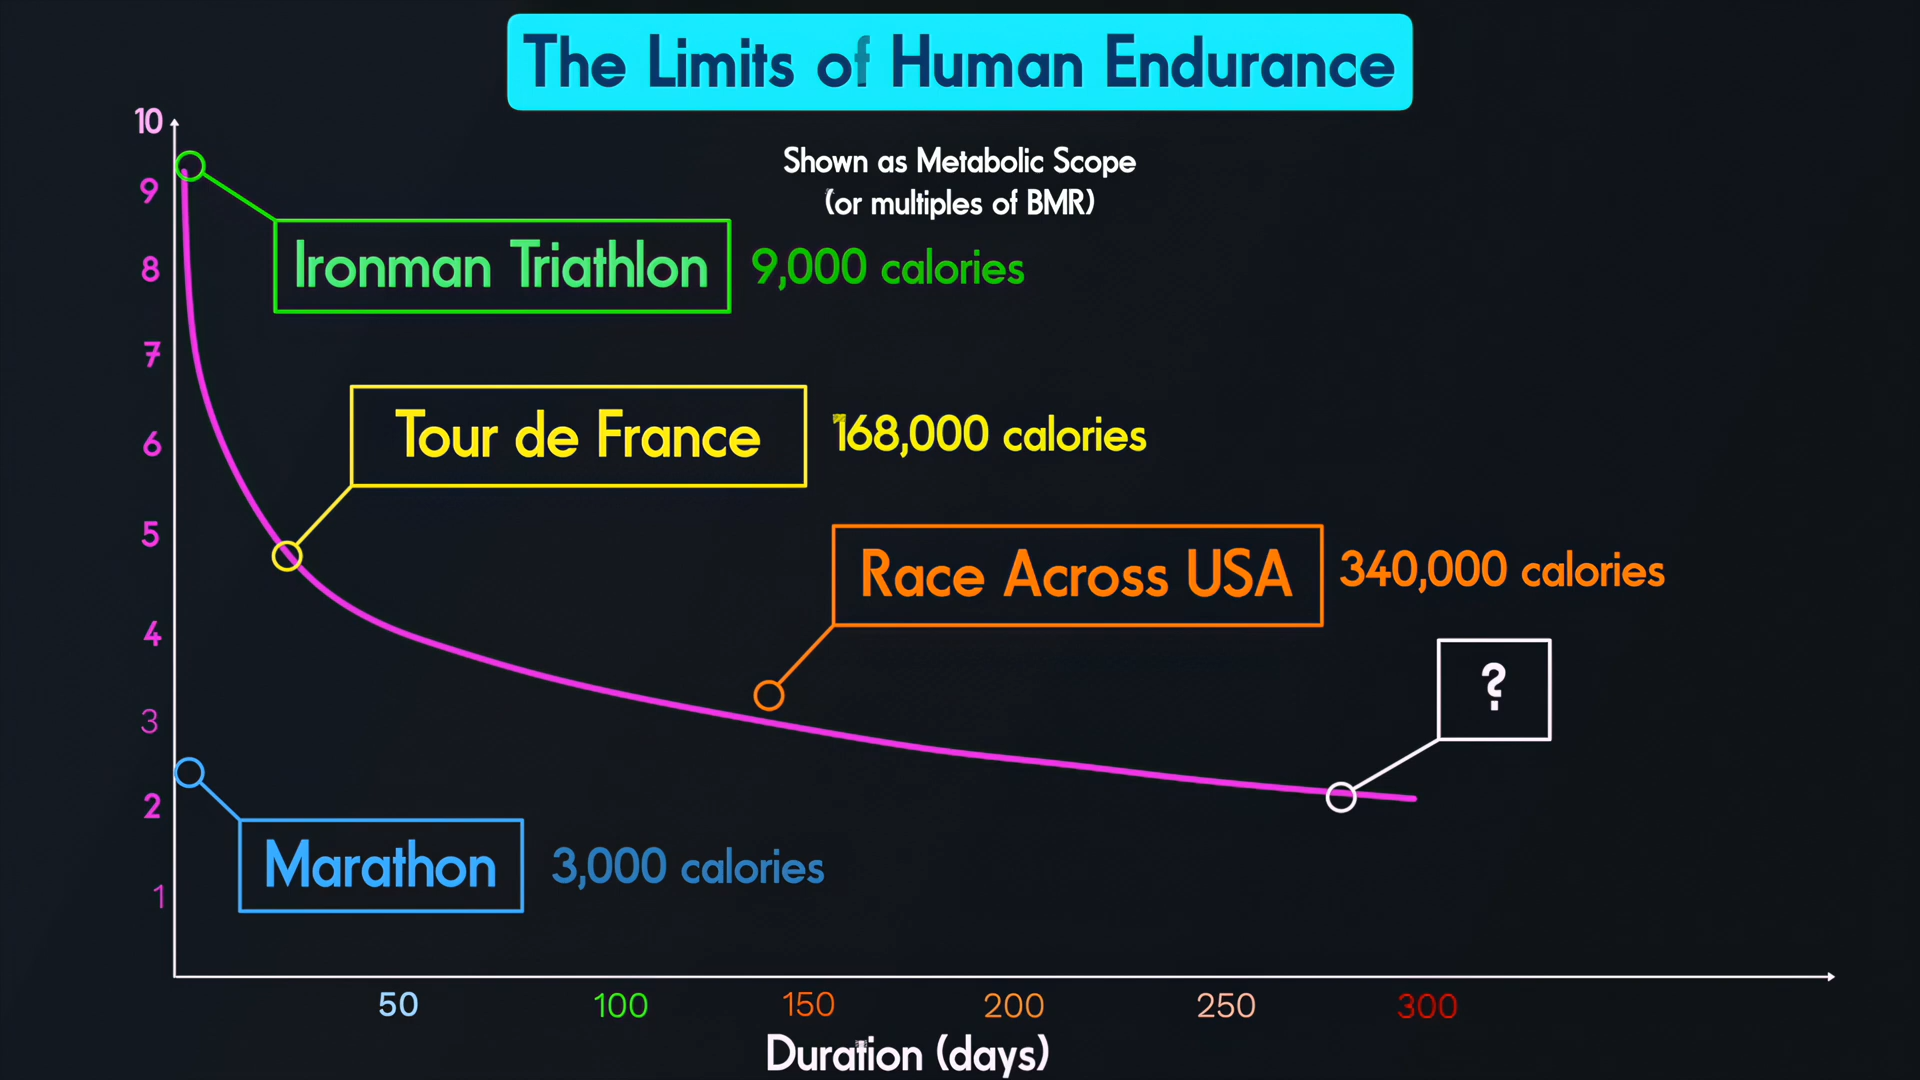 The Limits of Human Endurance
Shown as Metabolic Scope
(or multiples of BMR)
10
9
8
7
6
5
4
3
2
1
Ironman Triathlon 9,000 calories
Tour de France 168,000 calories
Race Across USA 340,000 calories
?
Marathon 3,000 calories
50 100 150 200 250 300
Duration (days)